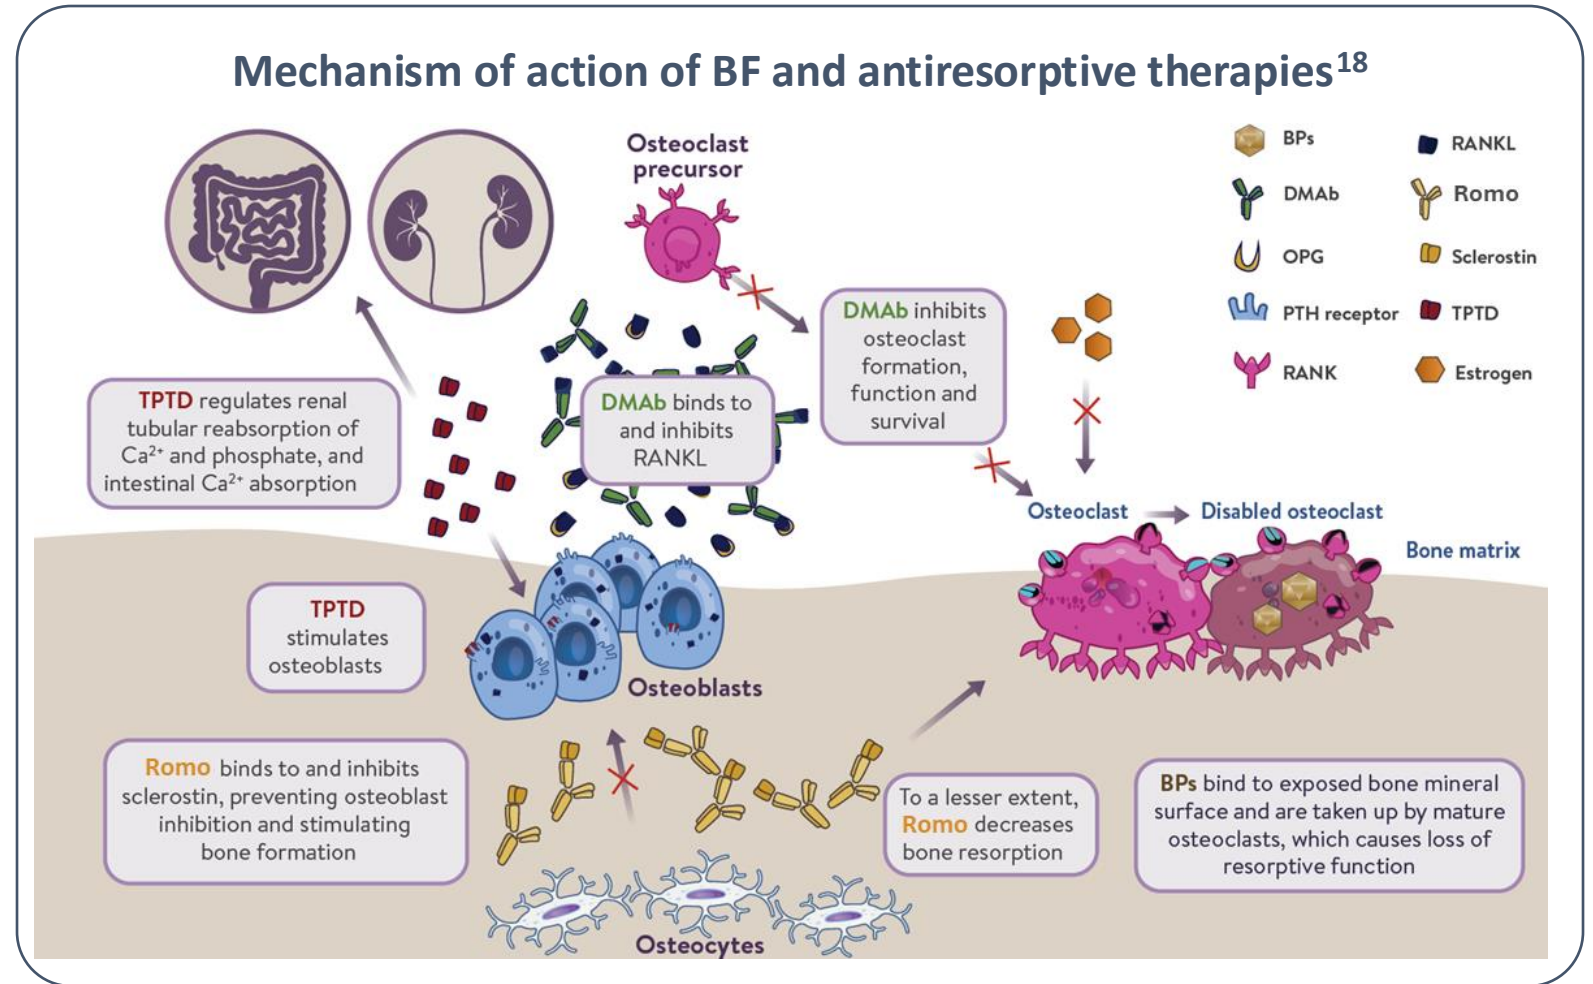 Mechanism of action of BF and antiresorptive therapies18
Osteoclast
precursor
BPs
RANKL
DMAb
Romo
OPG
Sclerostin
PTH receptor
TPTD
RANK
Estrogen
DMAb inhibits
osteoclast
formation,
function and
survival
TPTD regulates renal
tubular reabsorption of
Ca2+ and phosphate, and
intestinal Ca2+ absorption
DMAb binds to
and inhibits
RANKL
Osteoclast
Disabled osteoclast
Bone matrix
TPTD
stimulates
osteoblasts
Osteoblasts
Romo binds to and inhibits
sclerostin, preventing osteoblast
inhibition and stimulating
bone formation
To a lesser extent,
Romo decreases
bone resorption
BPs bind to exposed bone mineral
surface and are taken up by mature
osteoclasts, which causes loss of
resorptive function
Osteocytes